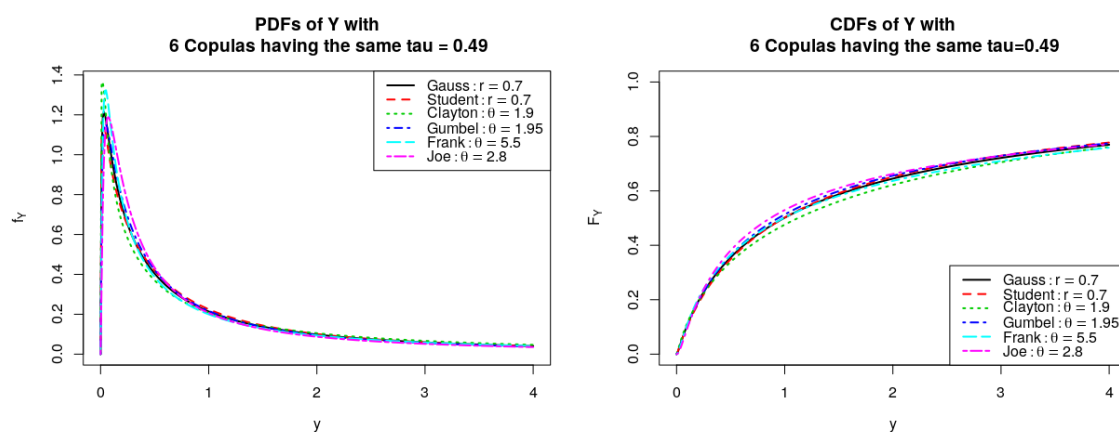 PDFs of Y with
6 Copulas having the same tau = 0.49
1.4
1.2
1.0
0.8
0.6
0.4
0.2
0.0
f_Y
0 1 2 3 4
y
Gauss : r = 0.7
Student : r = 0.7
Clayton : θ = 1.9
Gumbel : θ = 1.95
Frank : θ = 5.5
Joe : θ = 2.8
CDFs of Y with
6 Copulas having the same tau=0.49
1.0
0.8
0.6
0.4
0.2
0.0
F_Y
0 1 2 3 4
y
Gauss : r = 0.7
Student : r = 0.7
Clayton : θ = 1.9
Gumbel : θ = 1.95
Frank : θ = 5.5
Joe : θ = 2.8